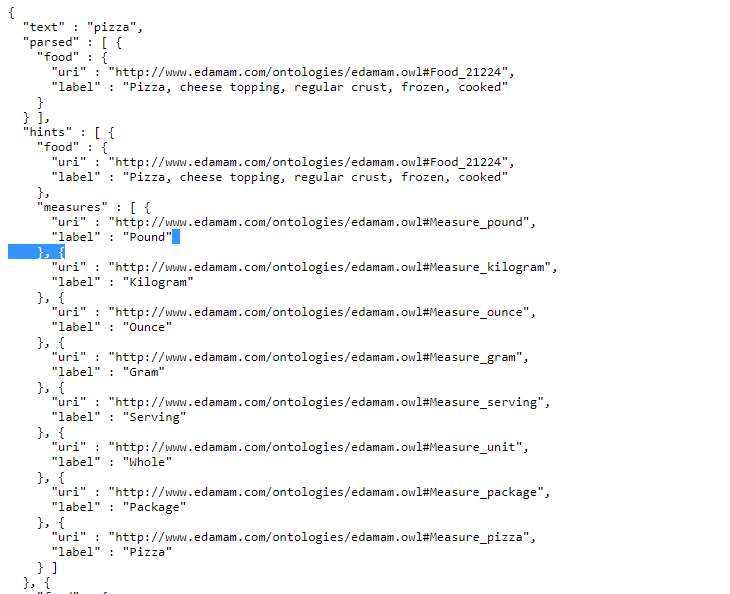 {
  "text" : "pizza",
  "parsed" : [ {
    "food" : {
      "uri" : "http://www.edamam.com/ontologies/edamam.owl#Food_21224",
      "label" : "Pizza, cheese topping, regular crust, frozen, cooked"
    }
  } ],
  "hints" : [ {
    "food" : {
      "uri" : "http://www.edamam.com/ontologies/edamam.owl#Food_21224",
      "label" : "Pizza, cheese topping, regular crust, frozen, cooked"
    },
    "measures" : [ {
      "uri" : "http://www.edamam.com/ontologies/edamam.owl#Measure_pound",
      "label" : "Pound"
    }, {
      "uri" : "http://www.edamam.com/ontologies/edamam.owl#Measure_kilogram",
      "label" : "Kilogram"
    }, {
      "uri" : "http://www.edamam.com/ontologies/edamam.owl#Measure_ounce",
      "label" : "Ounce"
    }, {
      "uri" : "http://www.edamam.com/ontologies/edamam.owl#Measure_gram",
      "label" : "Gram"
    }, {
      "uri" : "http://www.edamam.com/ontologies/edamam.owl#Measure_serving",
      "label" : "Serving"
    }, {
      "uri" : "http://www.edamam.com/ontologies/edamam.owl#Measure_unit",
      "label" : "Whole"
    }, {
      "uri" : "http://www.edamam.com/ontologies/edamam.owl#Measure_package",
      "label" : "Package"
    }, {
      "uri" : "http://www.edamam.com/ontologies/edamam.owl#Measure_pizza",
      "label" : "Pizza"
    } ]
  }, {